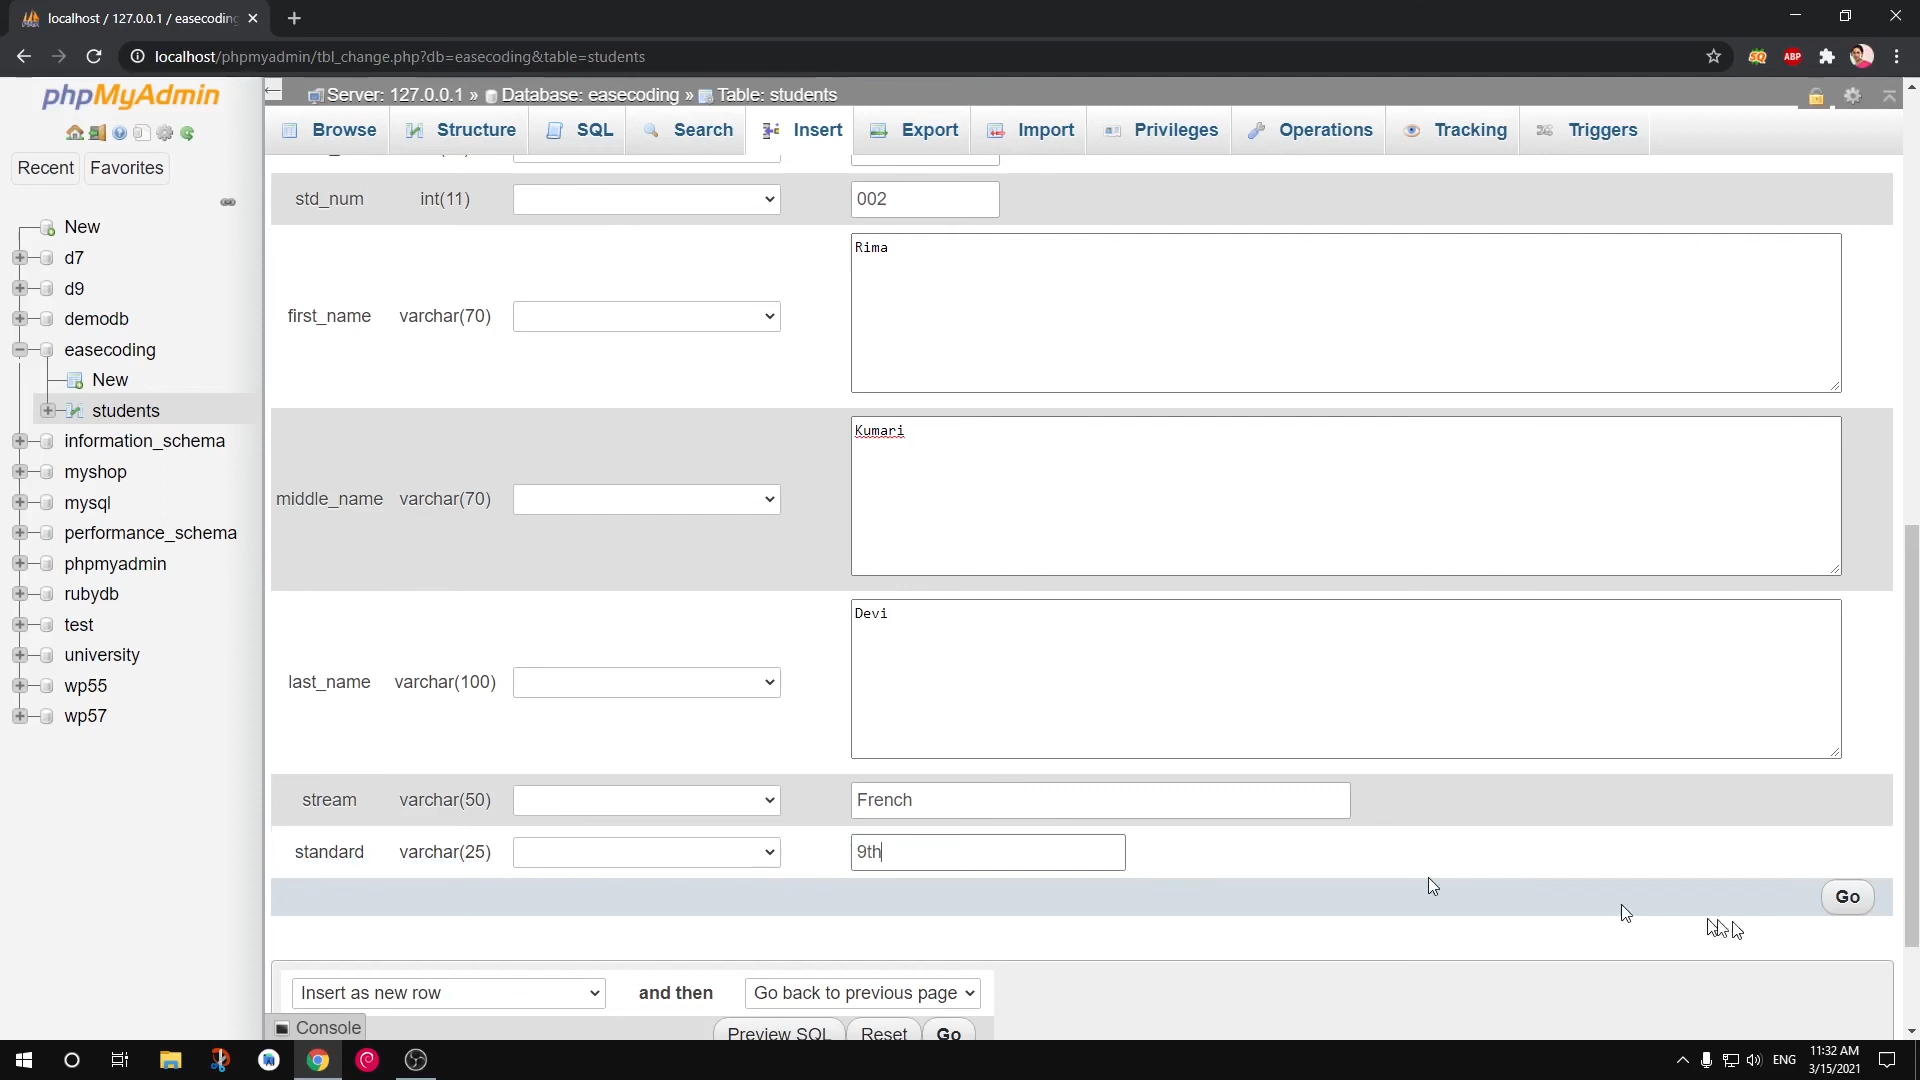 localhost / 127.0.0.1 / easecoding
localhost/phpmyadmin/tbl_change.php?db=easecoding&table=students
SQ
ABP
phpMyAdmin
Server: 127.0.0.1 » Database: easecoding » Table: students
Browse Structure SQL Search Insert Export Import Privileges Operations Tracking Triggers
Recent Favorites
New
d7
d9
demodb
easecoding
New
students
information_schema
myshop
mysql
performance_schema
phpmyadmin
rubydb
test
university
wp55
wp57
std_num int(11) 002
first_name varchar(70) Rima
middle_name varchar(70) Kumari
last_name varchar(100) Devi
stream varchar(50) French
standard varchar(25) 9th
Go
Insert as new row and then Go back to previous page
Console
Preview SQL Reset Go
ENG
11:32 AM
3/15/2021